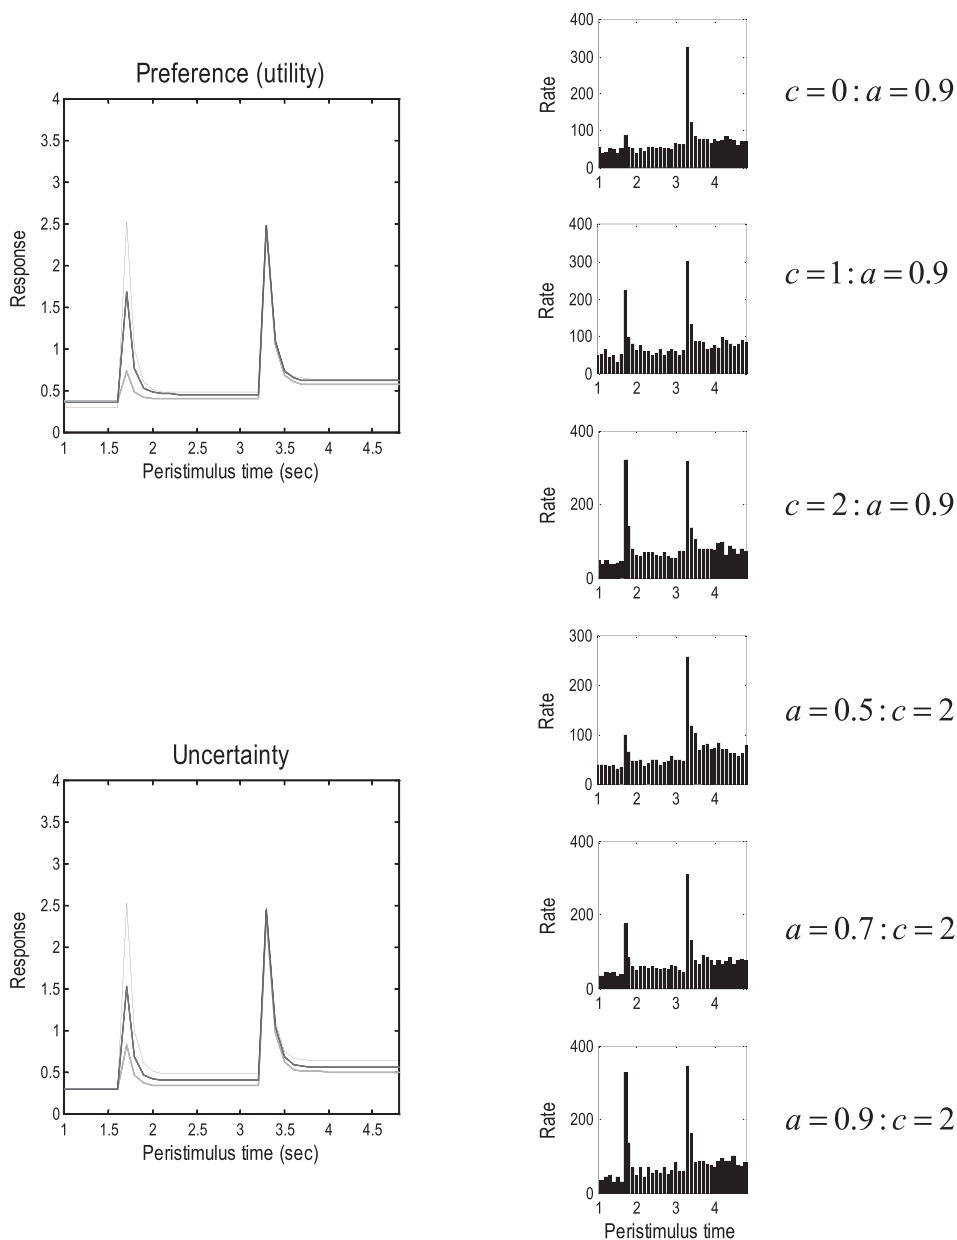 Preference (utility)
4
3.5
3
2.5
2
1.5
1
0.5
0
Response
1 1.5 2 2.5 3 3.5 4 4.5
Peristimulus time (sec)
Uncertainty
4
3.5
3
2.5
2
1.5
1
0.5
0
Response
1 1.5 2 2.5 3 3.5 4 4.5
Peristimulus time (sec)
400
300
200
100
0
Rate
1 2 3 4
c = 0 : a = 0.9
400
300
200
100
0
Rate
1 2 3 4
c = 1 : a = 0.9
400
200
0
Rate
1 2 3 4
c = 2 : a = 0.9
300
200
100
0
Rate
1 2 3 4
a = 0.5 : c = 2
400
200
0
Rate
1 2 3 4
a = 0.7 : c = 2
400
200
0
Rate
1 2 3 4
Peristimulus time
a = 0.9 : c = 2